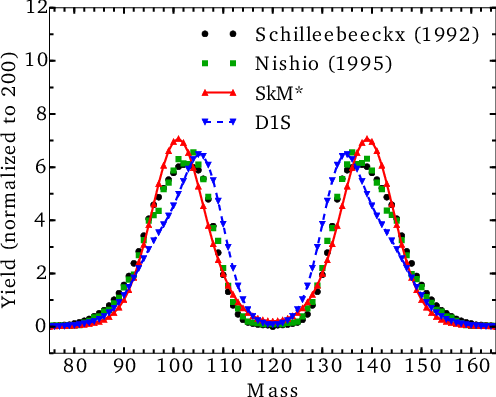 12
10
8
6
4
2
0
Yield (normalized to 200)
Schilleebeeckx (1992)
Nishio (1995)
SkM*
D1S
80 90 100 110 120 130 140 150 160
Mass